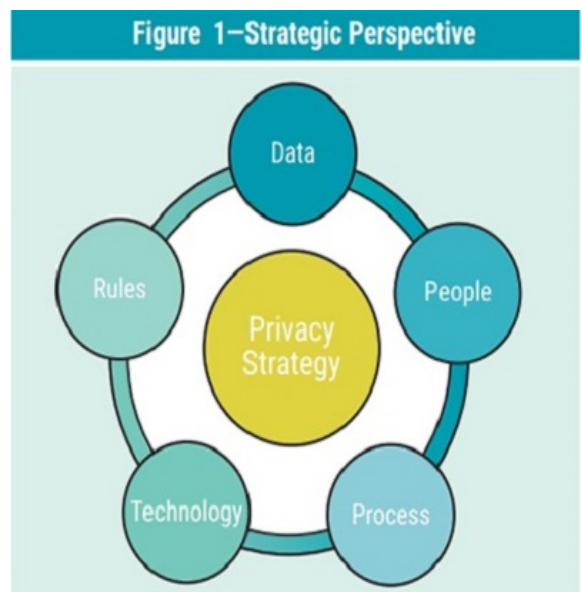 Figure 1—Strategic Perspective
Data
People
Process
Technology
Rules
Privacy
Strategy